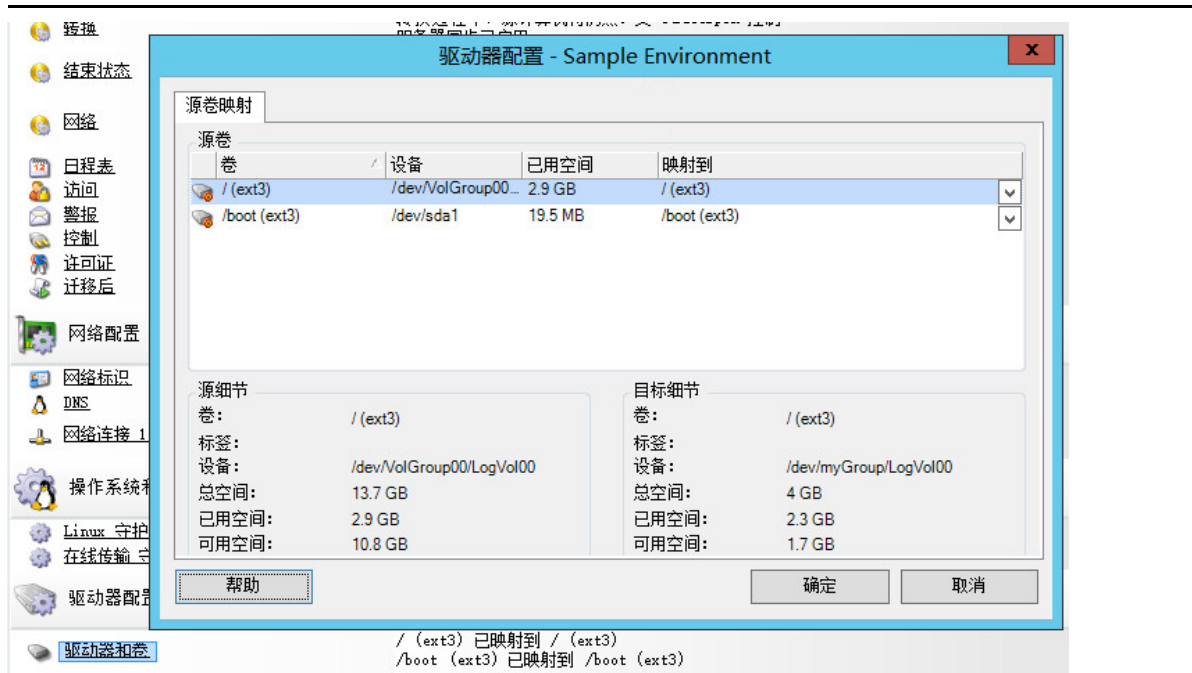 转换
结束状态
网络
日程表
访问
警报
控制
许可证
迁移后
网络配置
网络标识
DNS
网络连接 1
操作系统
Linux 守护
在线传输 守
驱动器配置
驱动器和卷
驱动器配置 - Sample Environment
x
源卷映射
源卷
卷 设备 已用空间 映射到
/ (ext3) /dev/VolGroup00... 2.9 GB / (ext3)
/boot (ext3) /dev/sda1 19.5 MB /boot (ext3)
源细节
卷: / (ext3)
标签:
设备: /dev/VolGroup00/LogVol00
总空间: 13.7 GB
已用空间: 2.9 GB
可用空间: 10.8 GB
目标细节
卷: / (ext3)
标签:
设备: /dev/myGroup/LogVol00
总空间: 4 GB
已用空间: 2.3 GB
可用空间: 1.7 GB
帮助
确定
取消
/ (ext3) 已映射到 / (ext3)
/boot (ext3) 已映射到 /boot (ext3)